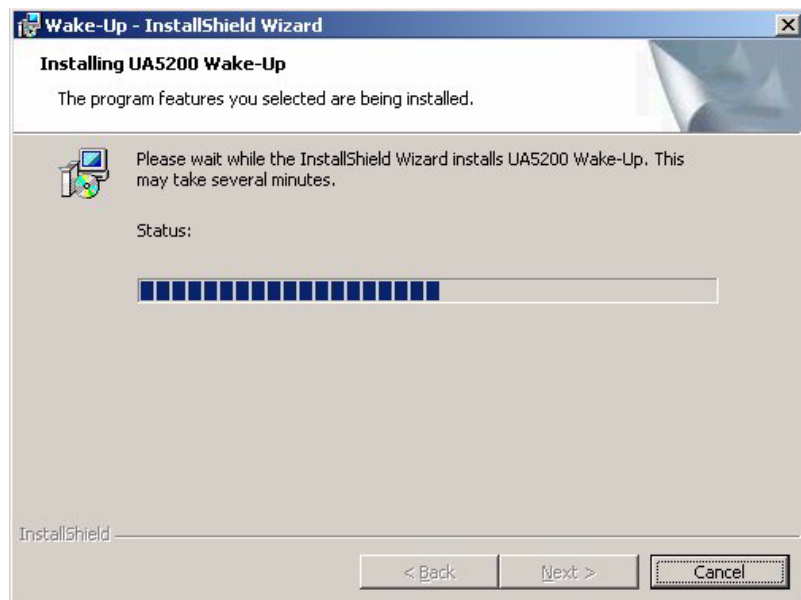 Wake-Up - InstallShield Wizard
Installing UA5200 Wake-Up
The program features you selected are being installed.
Please wait while the InstallShield Wizard installs UA5200 Wake-Up. This
may take several minutes.
Status:
InstallShield
< Back Next > Cancel